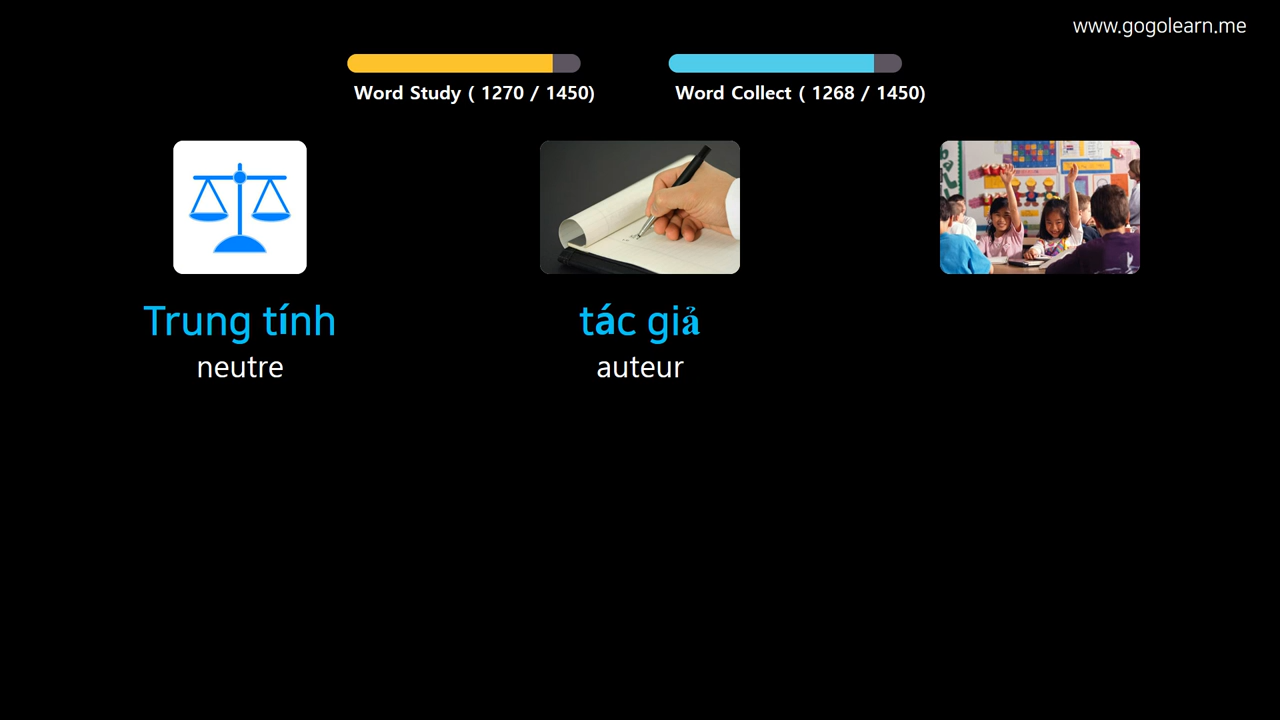 www.gogolearn.me
Word Study ( 1270 / 1450)
Word Collect ( 1268 / 1450)
Trung tính
neutre
tác giả
auteur